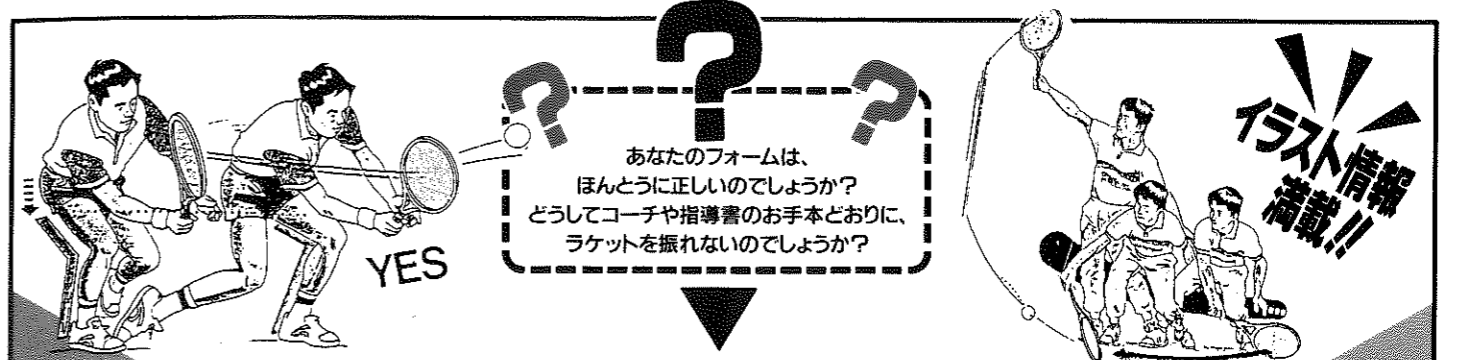 ?
?
?
あなたのフォームは、
ほんとうに正しいのでしょうか?
どうしてコーチや指導書のお手本どおりに、
ラケットを振れないのでしょうか?
YES
イラスト情報
満載!!